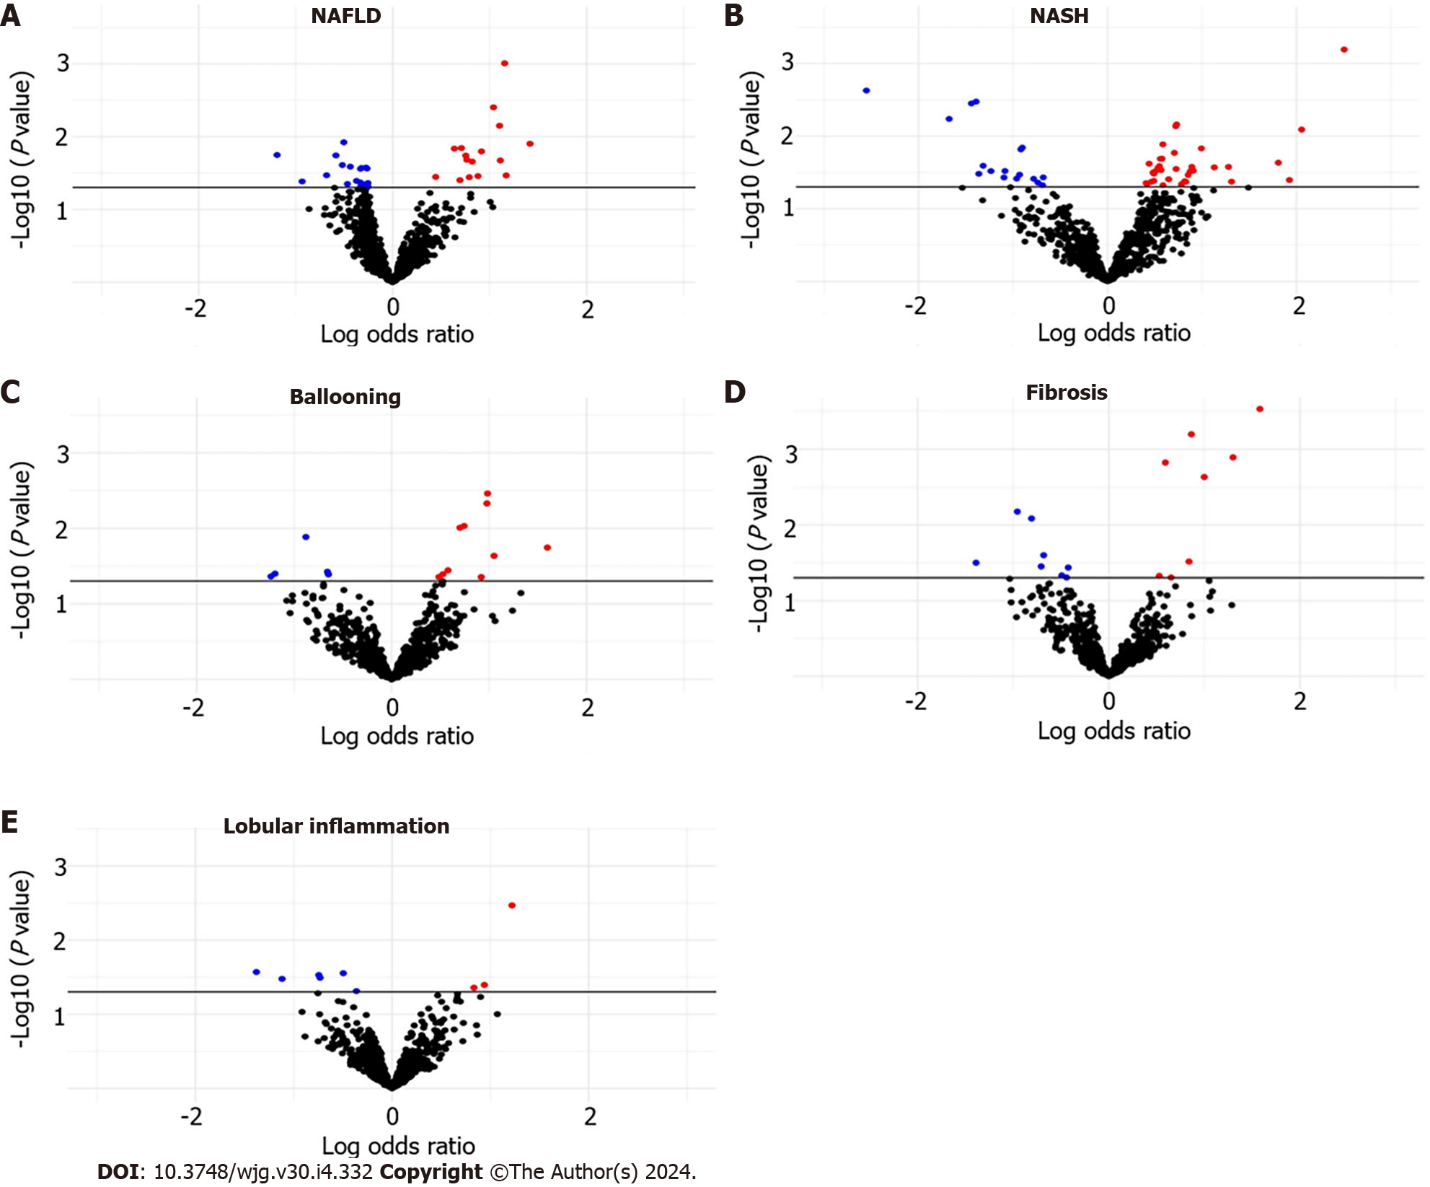 A
NAFLD
3
2
1
-Log10 (P value)
-2
0
2
Log odds ratio
B
NASH
3
2
1
-Log10 (P value)
-2
0
2
Log odds ratio
C
Ballooning
3
2
1
-Log10 (P value)
-2
0
2
Log odds ratio
D
Fibrosis
3
2
1
-Log10 (P value)
-2
0
2
Log odds ratio
E
Lobular inflammation
3
2
1
-Log10 (P value)
-2
0
2
Log odds ratio
DOI: 10.3748/wjg.v30.i4.332 Copyright ©The Author(s) 2024.